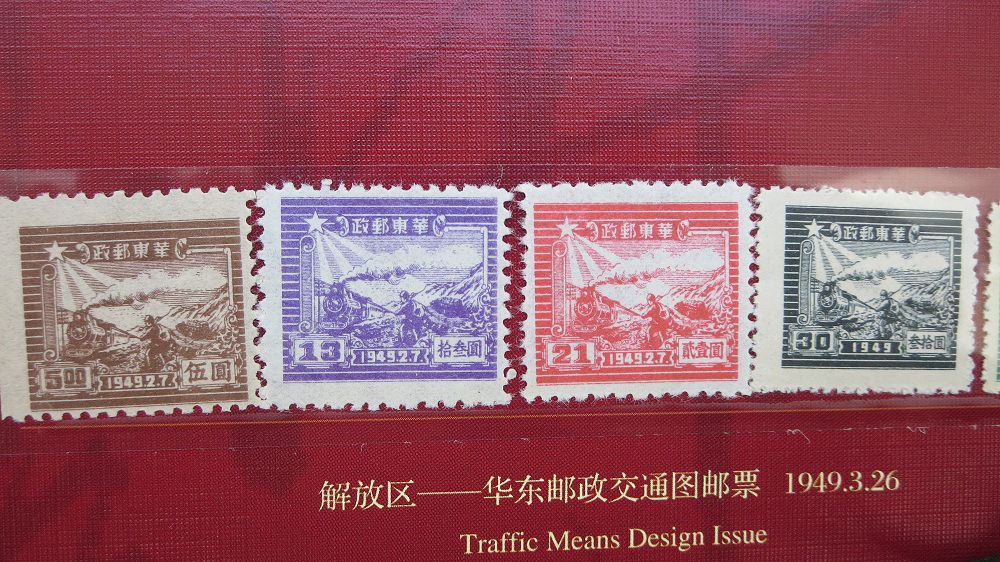 政郵東華
5.00 1949.2.7. 伍圓
政郵東華
13 1949.2.7. 拾叁圓
政郵東華
21 1949.2.7. 貳壹圓
政郵東華
30 1949 叁拾圓
解放区——华东邮政交通图邮票 1949.3.26
Traffic Means Design Issue